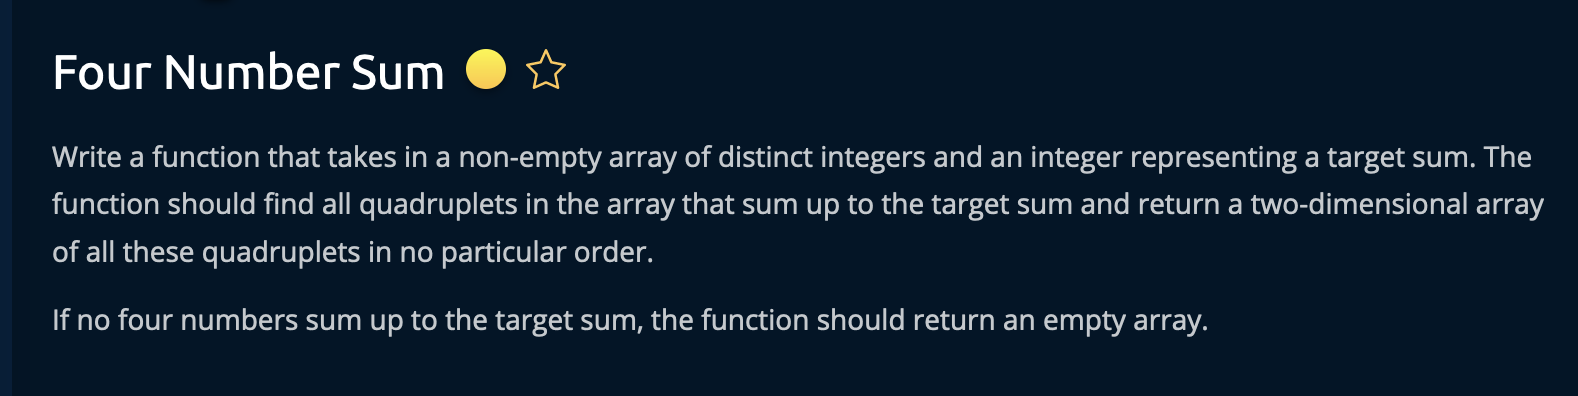 Four Number Sum
Write a function that takes in a non-empty array of distinct integers and an integer representing a target sum. The
function should find all quadruplets in the array that sum up to the target sum and return a two-dimensional array
of all these quadruplets in no particular order.
If no four numbers sum up to the target sum, the function should return an empty array.